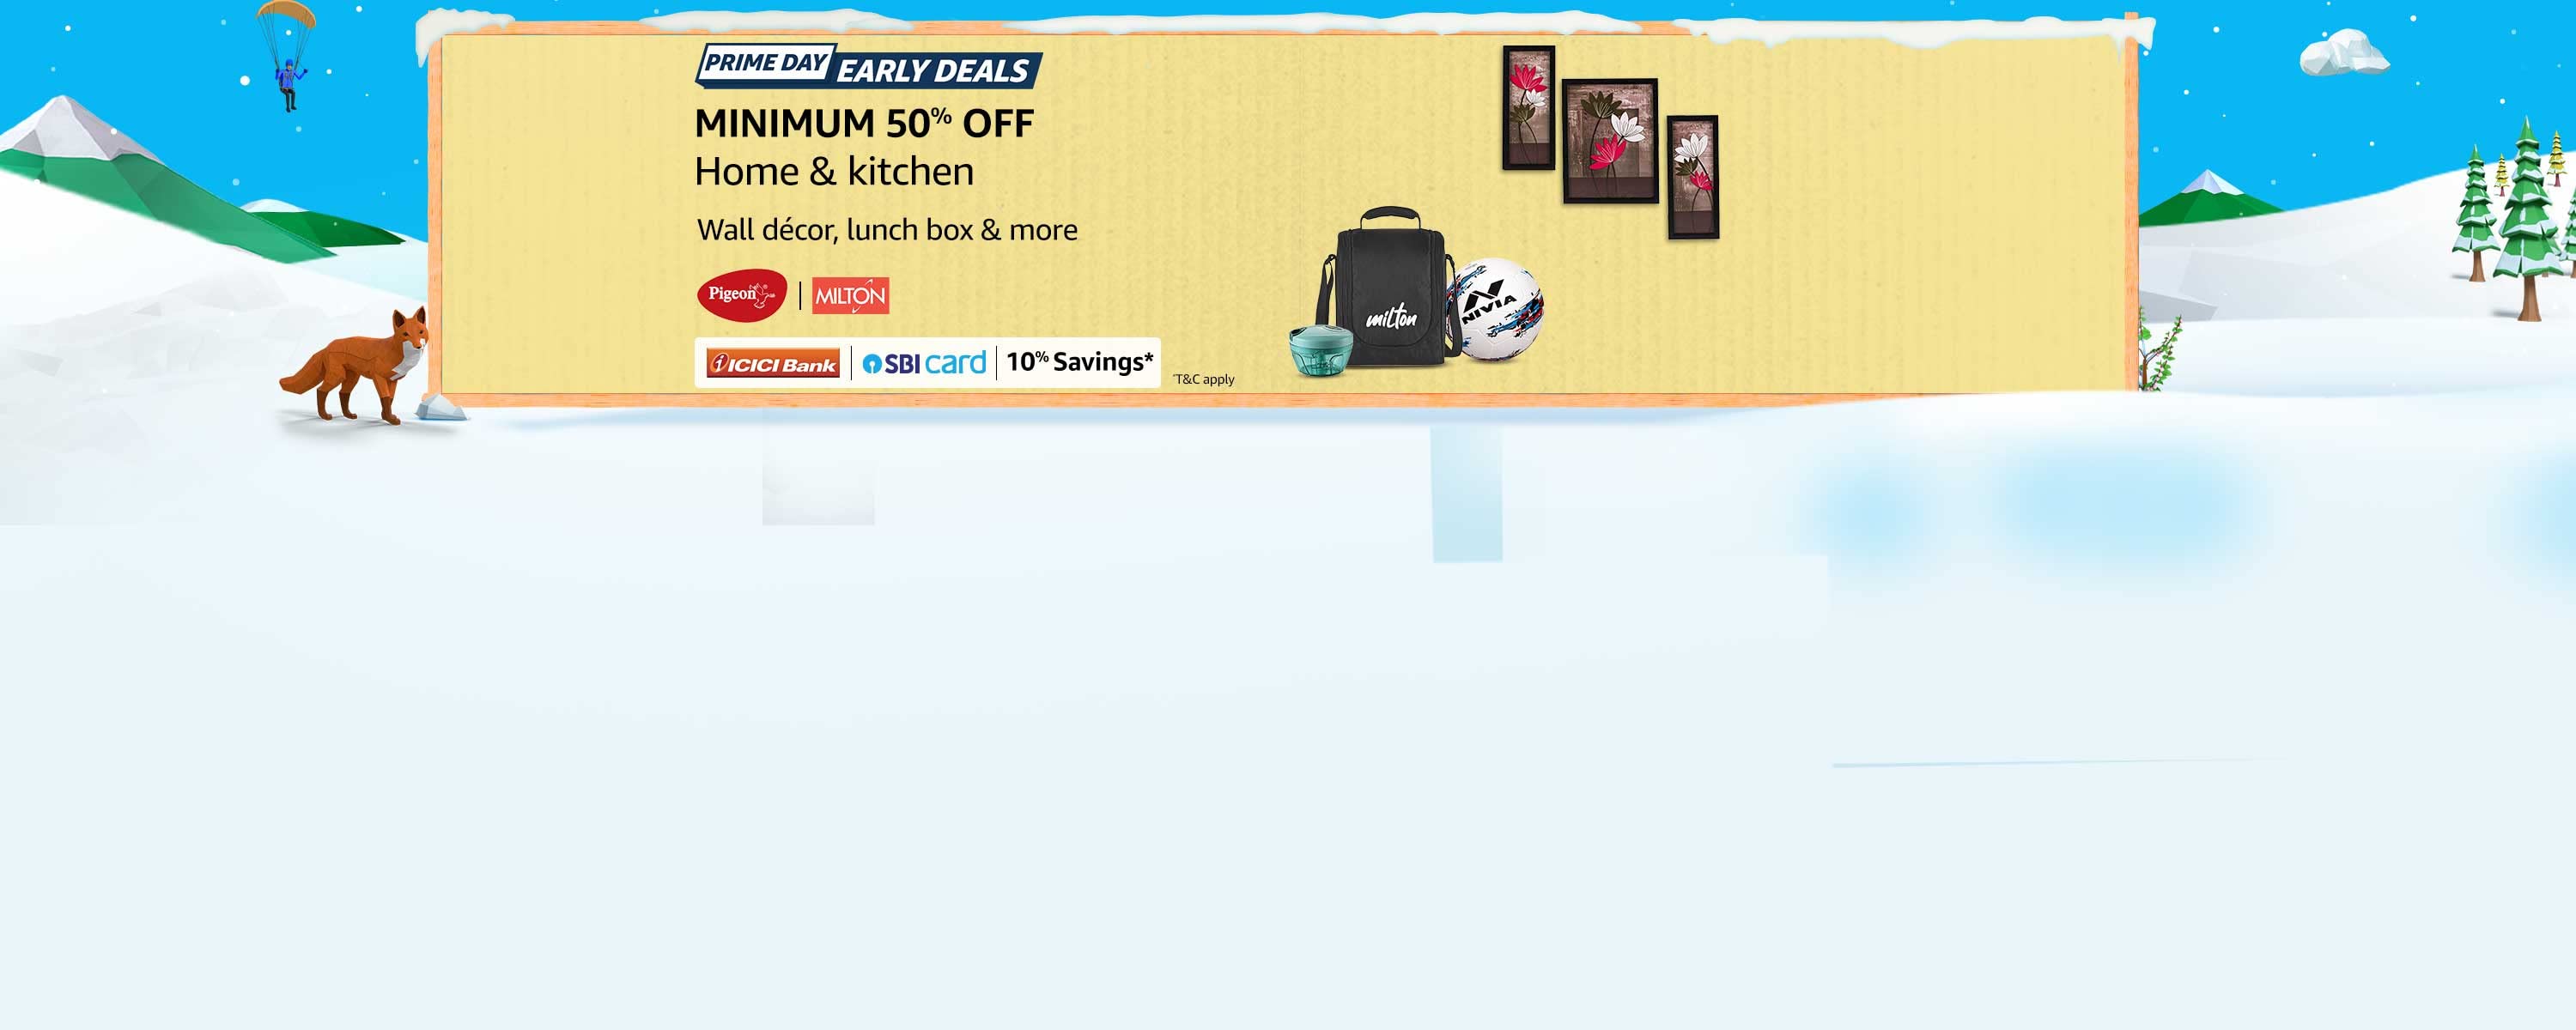 PRIME DAY EARLY DEALS
MINIMUM 50% OFF
Home & kitchen
Wall décor, lunch box & more
Pigeon | MILTON
ICICI Bank | SBI card | 10% Savings*
*T&C apply
milton
NIVIA